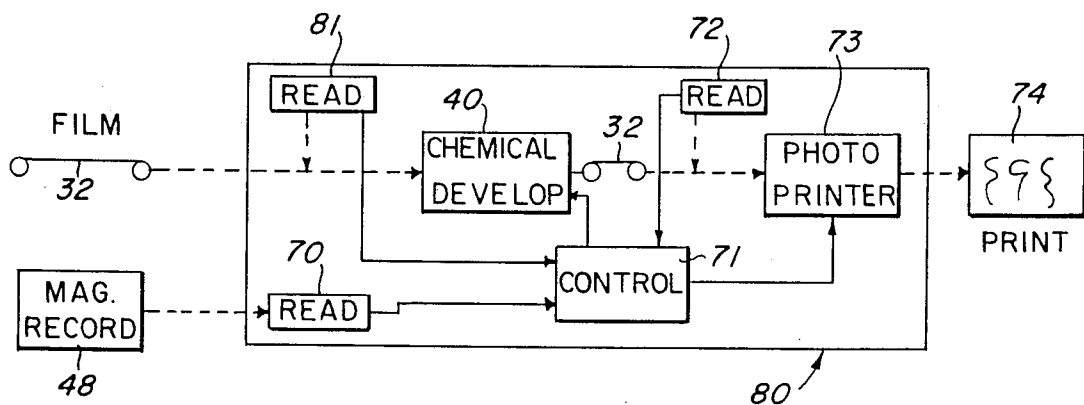 81
72
73
READ
READ
74
FILM
40
32
32
CHEMICAL
DEVELOP
PHOTO
PRINTER
PRINT
70
71
MAG.
RECORD
READ
CONTROL
48
80